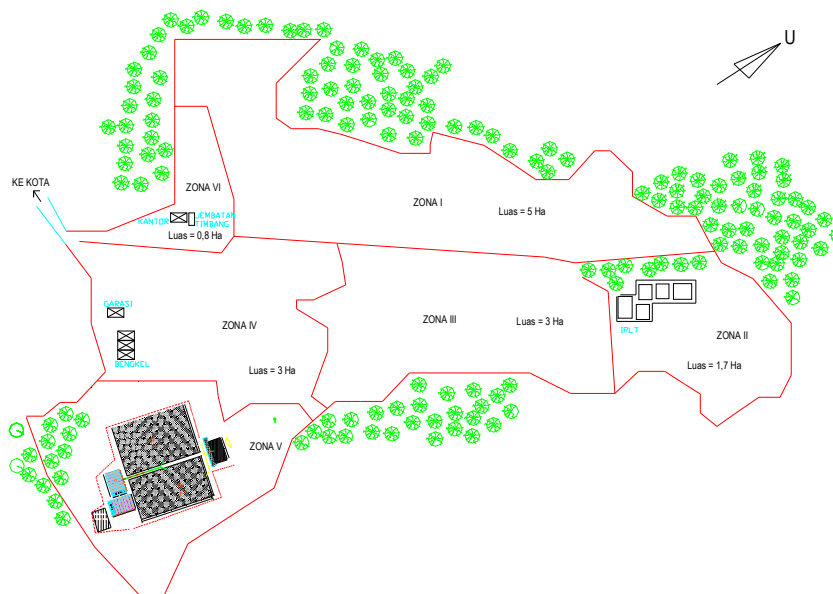 U
KE KOTA
ZONA VI
ZONA I
KANTOR
JEMBATAN
TIMBANG
Luas = 5 Ha
Luas = 0,8 Ha
GARASI
ZONA IV
ZONA III
Luas = 3 Ha
IPLT
ZONA II
BENGKEL
Luas = 3 Ha
Luas = 1,7 Ha
ZONA V